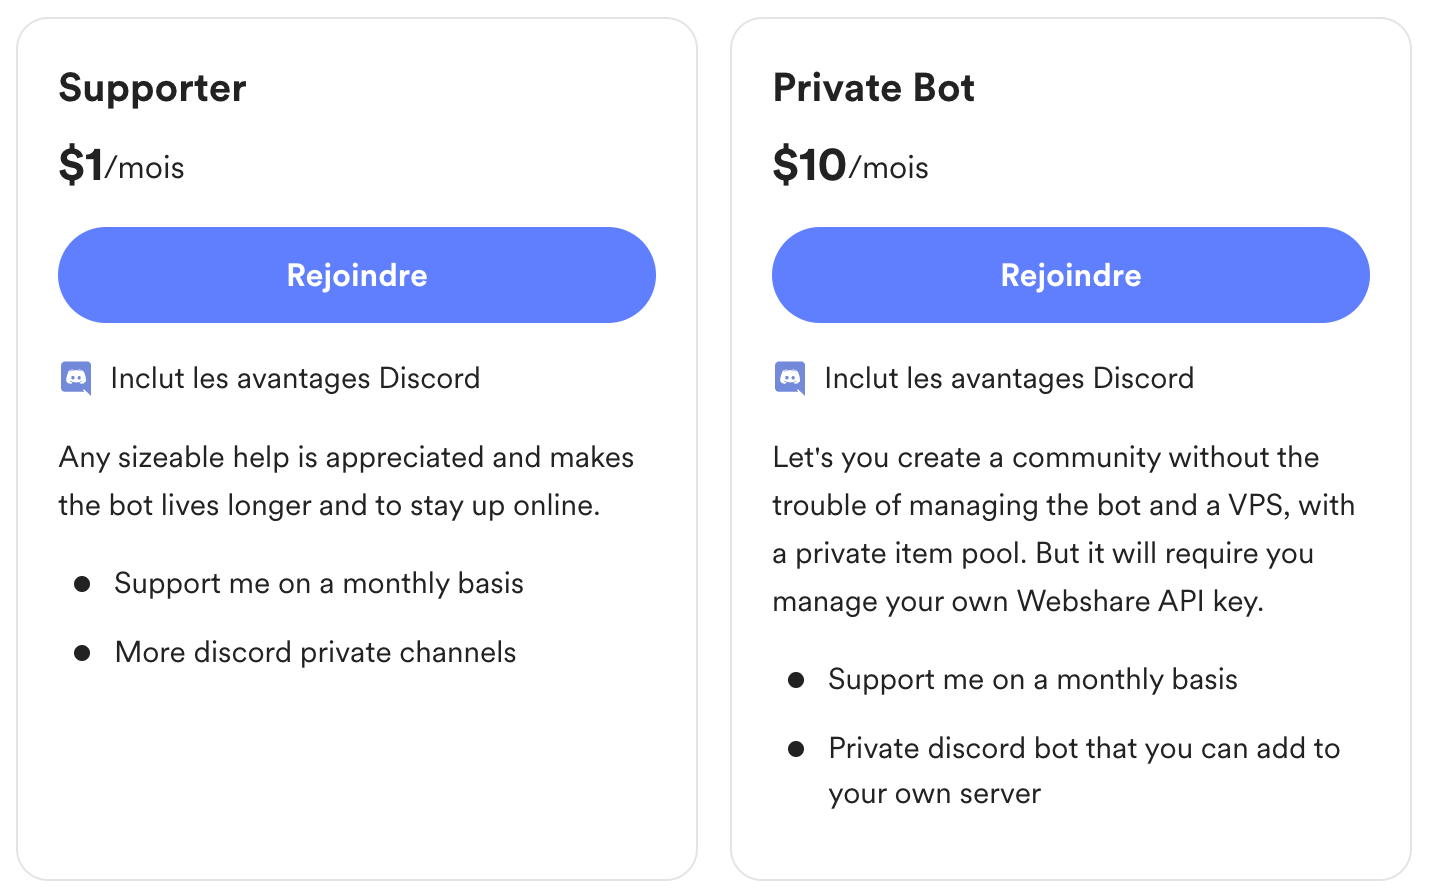 Supporter
$1/mois
Rejoindre
Inclut les avantages Discord
Any sizeable help is appreciated and makes
the bot lives longer and to stay up online.
Support me on a monthly basis
More discord private channels
Private Bot
$10/mois
Rejoindre
Inclut les avantages Discord
Let's you create a community without the
trouble of managing the bot and a VPS, with
a private item pool. But it will require you
manage your own Webshare API key.
Support me on a monthly basis
Private discord bot that you can add to
your own server